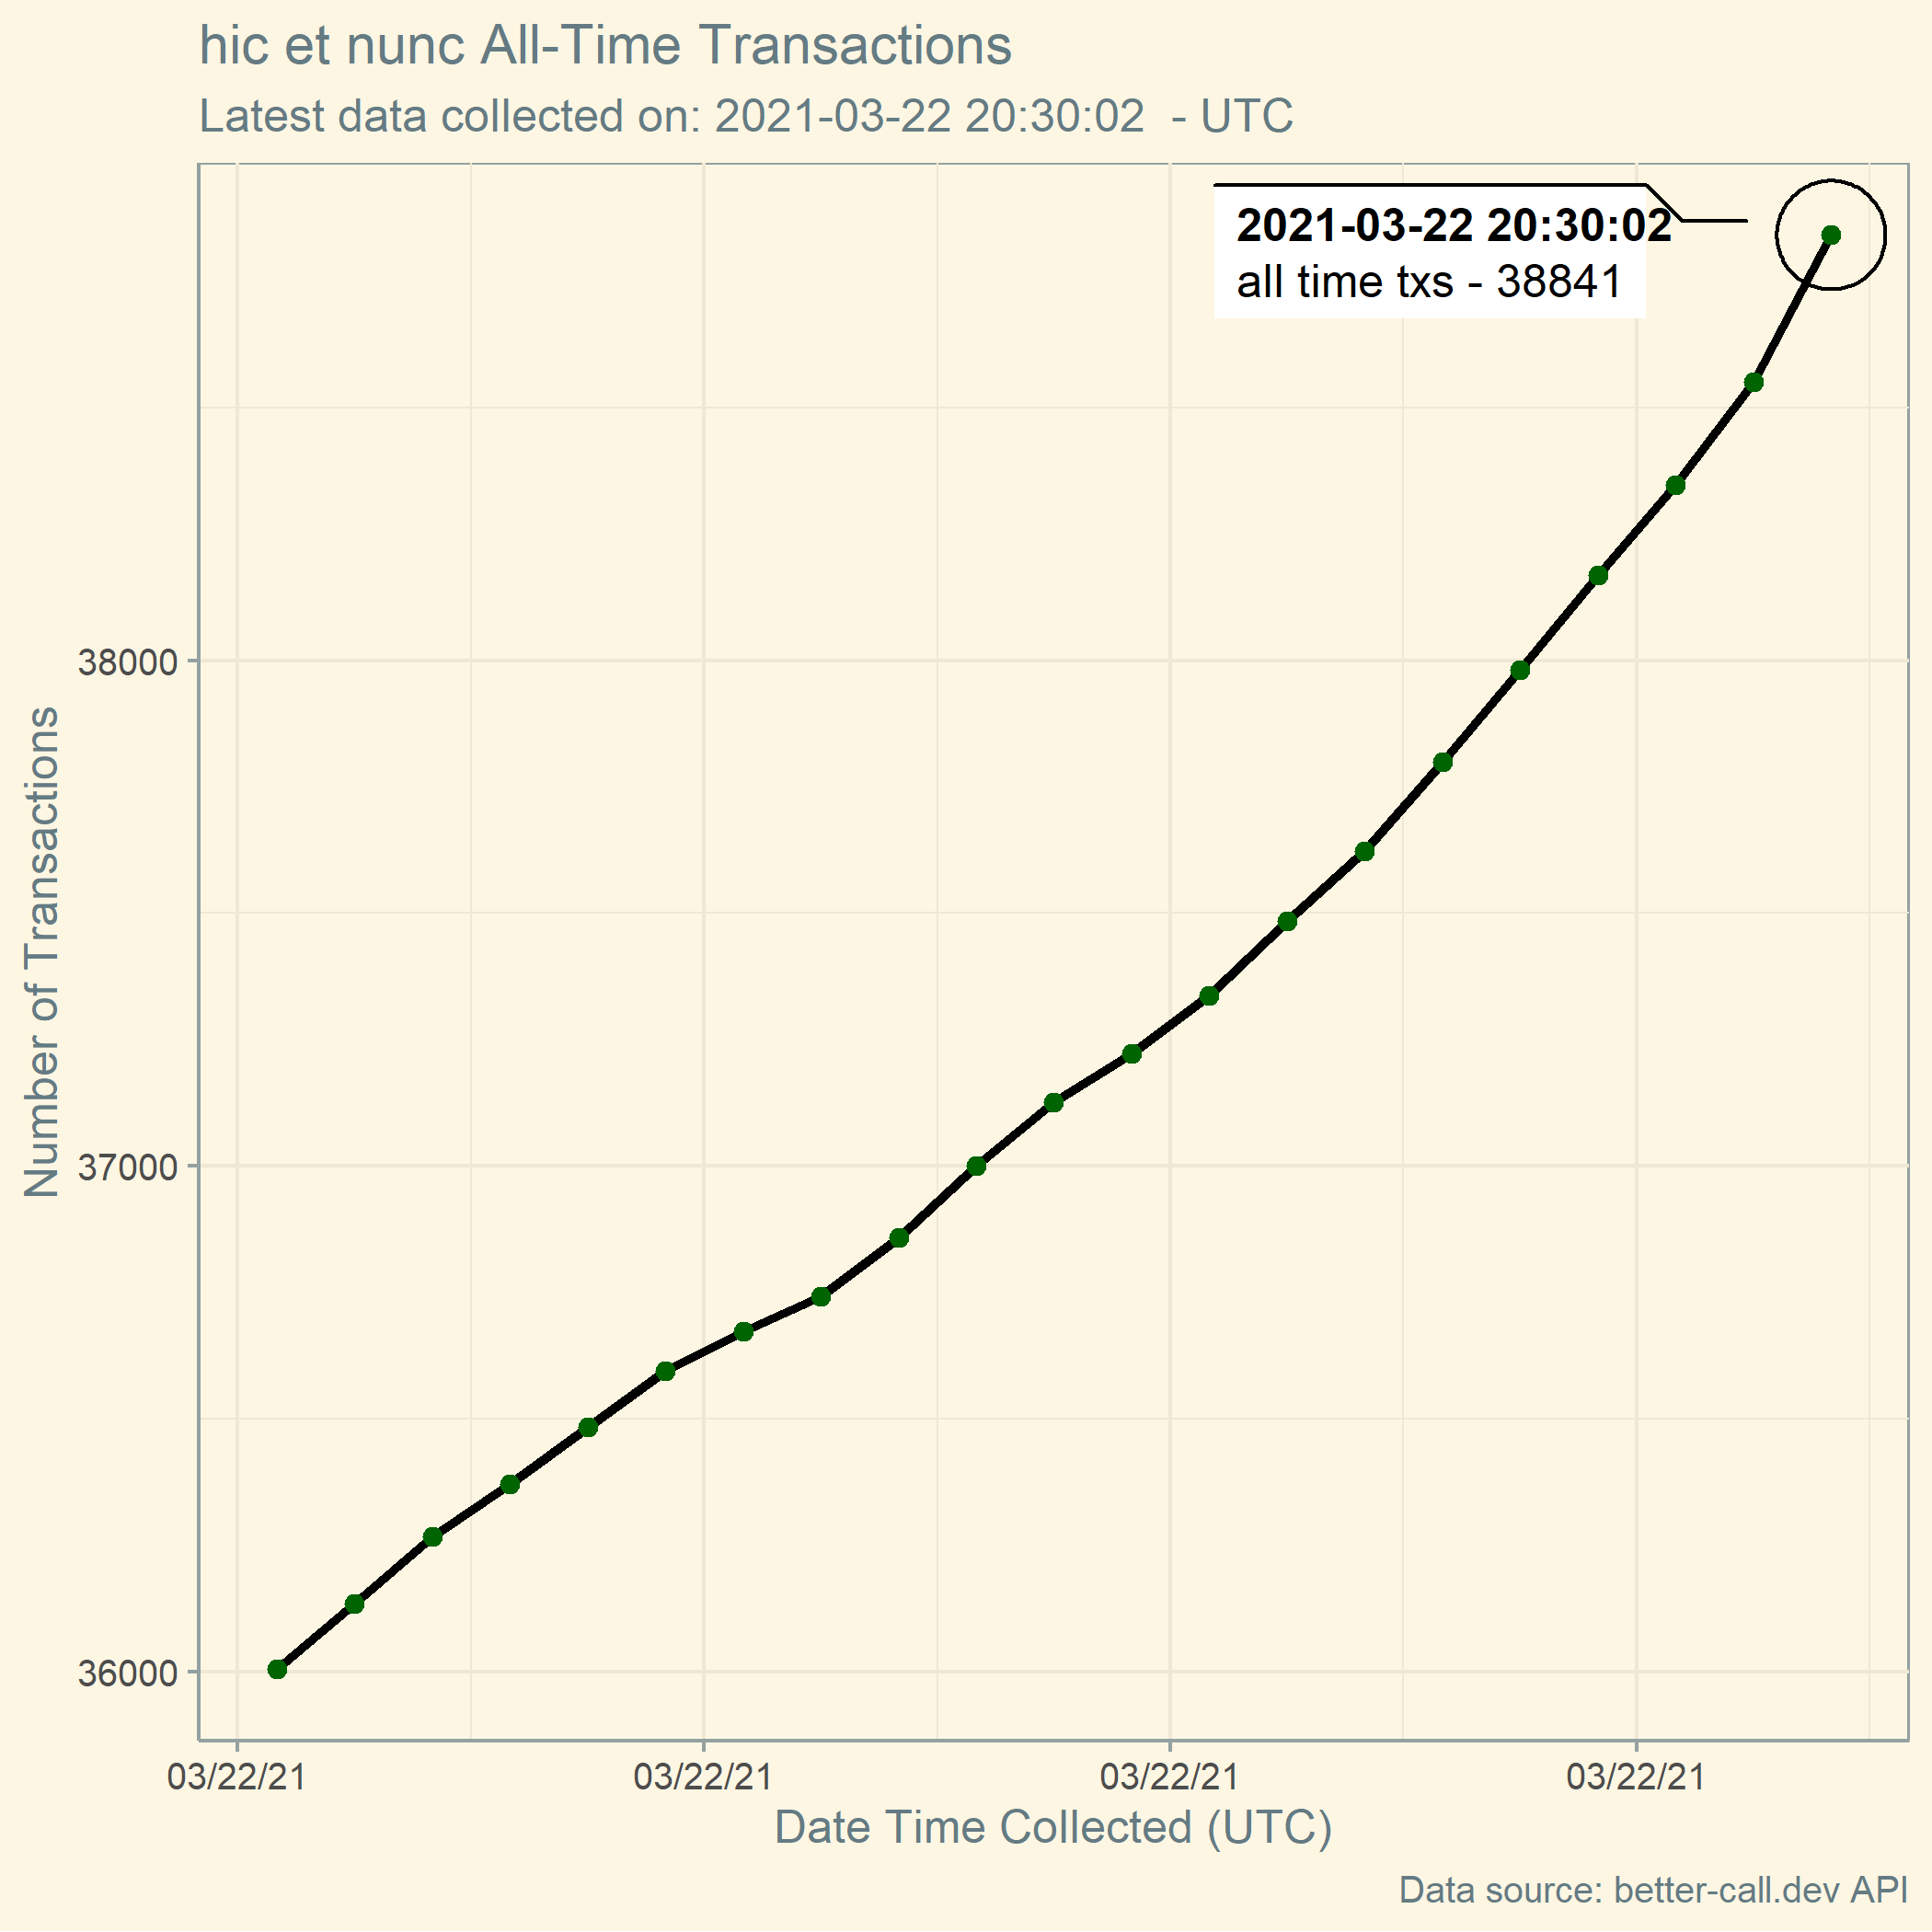 hic et nunc All-Time Transactions
Latest data collected on: 2021-03-22 20:30:02  - UTC
2021-03-22 20:30:02
all time txs - 38841
Number of Transactions
38000
37000
36000
03/22/21 03/22/21 03/22/21 03/22/21
Date Time Collected (UTC)
Data source: better-call.dev API